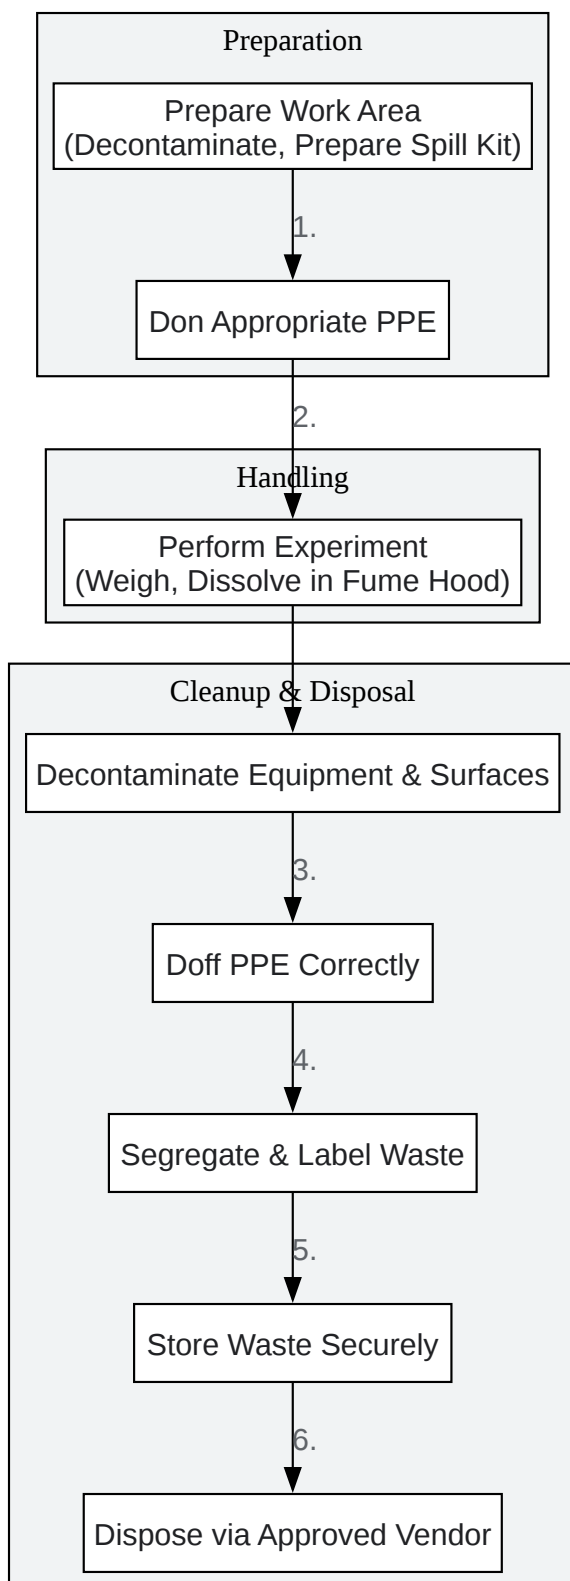 Preparation
Prepare Work Area
(Decontaminate, Prepare Spill Kit)
1.
Don Appropriate PPE
2.
Handling
Perform Experiment
(Weigh, Dissolve in Fume Hood)
Cleanup & Disposal
Decontaminate Equipment & Surfaces
3.
Doff PPE Correctly
4.
Segregate & Label Waste
5.
Store Waste Securely
6.
Dispose via Approved Vendor